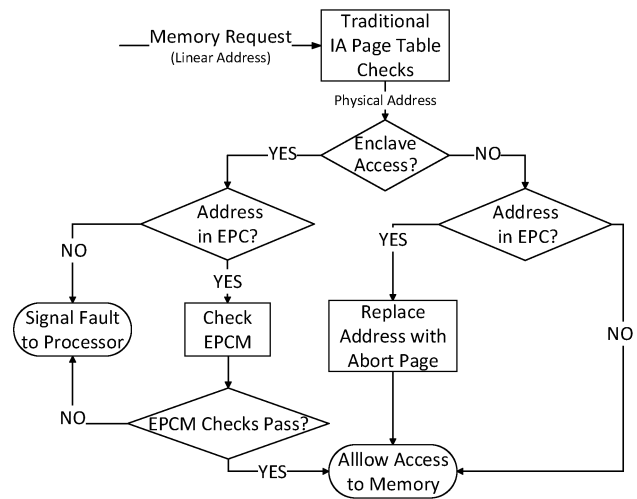 Traditional
IA Page Table
Checks
Memory Request
(Linear Address)
Physical Address
Enclave
Access?
YES
NO
Address
in EPC?
Address
in EPC?
NO
YES
YES
NO
Signal Fault
to Processor
Check
EPCM
Replace
Address with
Abort Page
NO
EPCM Checks Pass?
YES
Alllow Access
to Memory